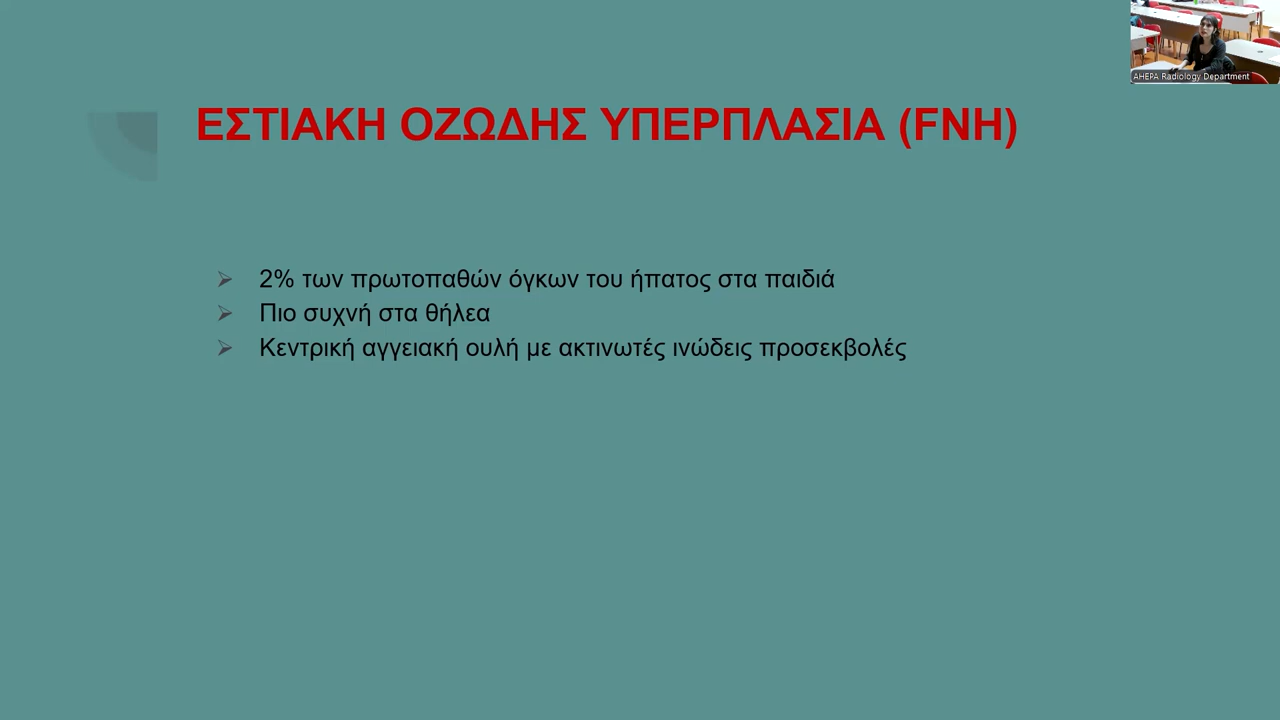 AHEPA Radiology Department
ΕΣΤΙΑΚΗ ΟΖΩΔΗΣ ΥΠΕΡΠΛΑΣΙΑ (FNH)
2% των πρωτοπαθών όγκων του ήπατος στα παιδιά
Πιο συχνή στα θήλεα
Κεντρική αγγειακή ουλή με ακτινωτές ινώδεις προσεκβολές